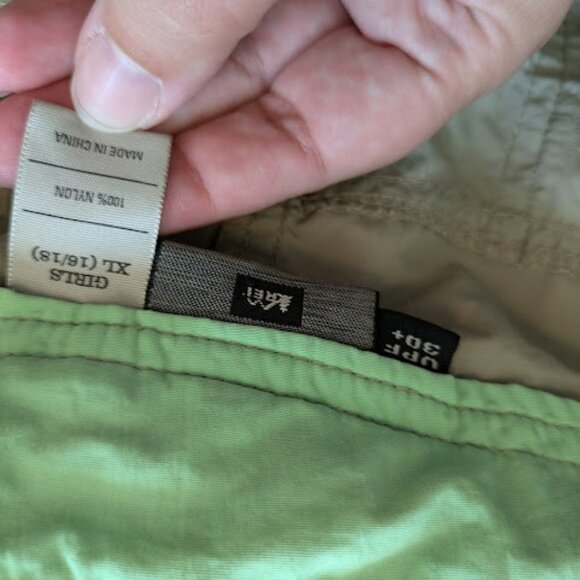 GIRLS
XL (16/18)
100% NYLON
MADE IN CHINA
REI
UPF
30+